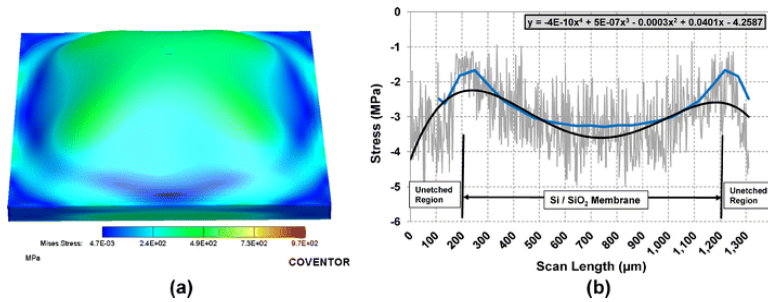 Mises Stress: 4.7E-03 2.4E+02 4.9E+02 7.3E+02 9.7E+02
MPa
COVENTOR
(a)
y = -4E-10x⁴ + 5E-07x³ - 0.0003x² + 0.0401x - 4.2587
0
-1
-2
-3
-4
-5
-6
Stress (MPa)
Unetched
Region
Si / SiO₂ Membrane
Unetched
Region
0 100 200 300 400 500 600 700 800 900 1,000 1,100 1,200 1,300
Scan Length (µm)
(b)